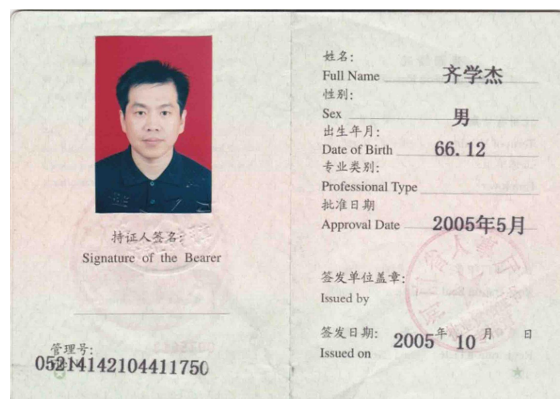 持证人签名:
Signature of the Bearer
管理号:
05214142104411750
姓名:
Full Name 齐学杰
性别:
Sex 男
出生年月:
Date of Birth 66.12
专业类别:
Professional Type
批准日期
Approval Date 2005年5月
签发单位盖章:
Issued by
签发日期: 2005 年 10 月 日
Issued on